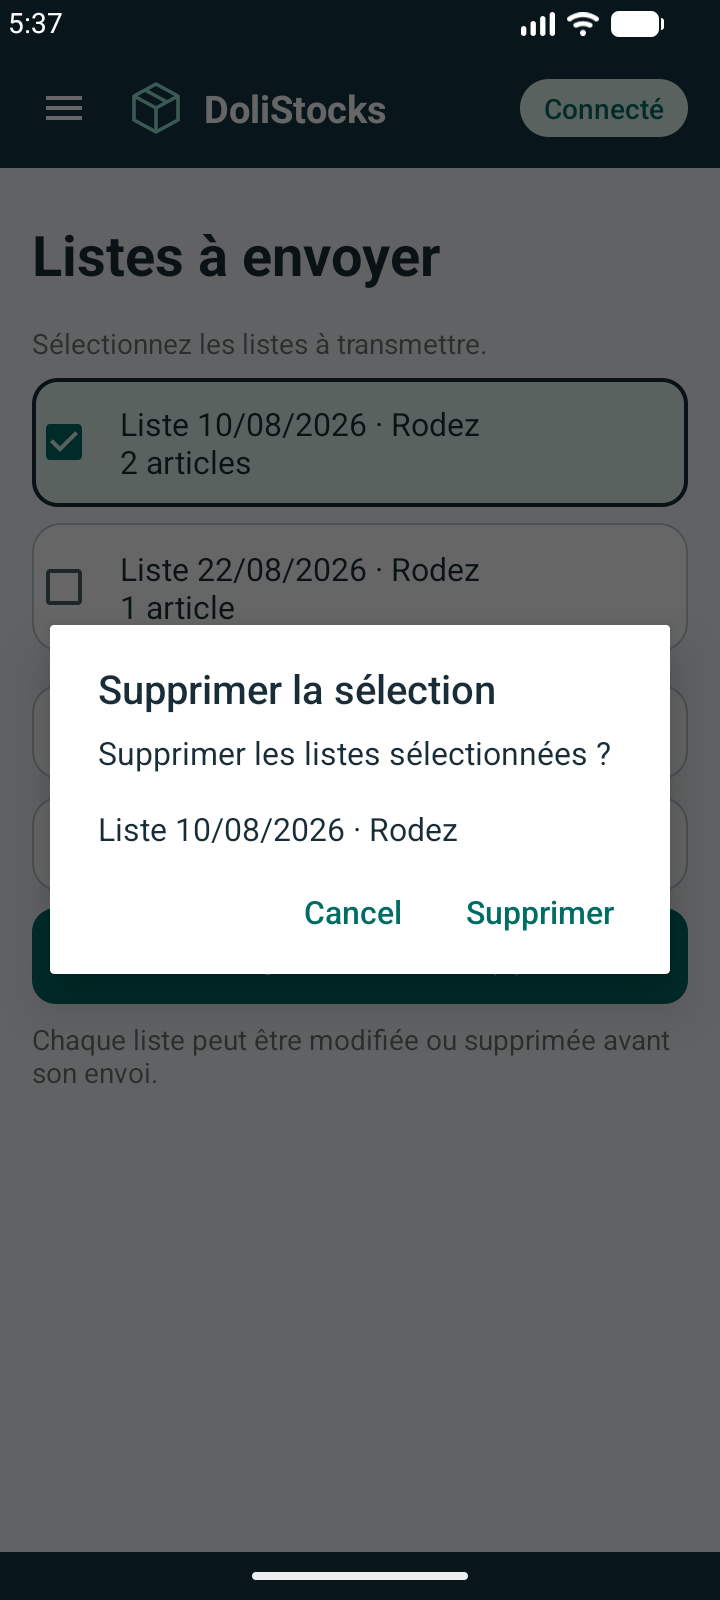 5:37
DoliStocks
Connecté
Listes à envoyer
Sélectionnez les listes à transmettre.
Liste 10/08/2026 · Rodez
2 articles
Liste 22/08/2026 · Rodez
1 article
Supprimer la sélection
Supprimer les listes sélectionnées ?
Liste 10/08/2026 · Rodez
Cancel
Supprimer
Chaque liste peut être modifiée ou supprimée avant
son envoi.